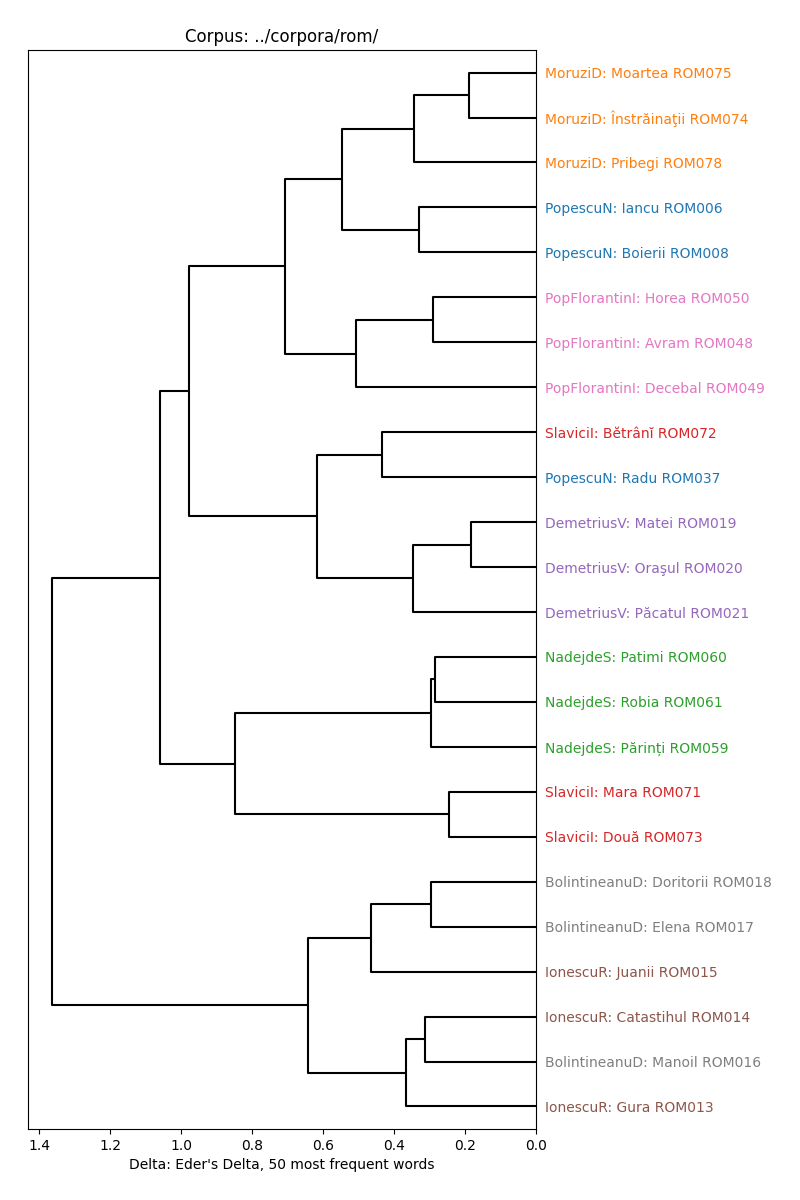 Corpus: ../corpora/rom/
MoruziD: Moartea ROM075
MoruziD: Înstrăinaţii ROM074
MoruziD: Pribegi ROM078
PopescuN: Iancu ROM006
PopescuN: Boierii ROM008
PopFlorantinI: Horea ROM050
PopFlorantinI: Avram ROM048
PopFlorantinI: Decebal ROM049
SlaviciI: Bĕtrânĭ ROM072
PopescuN: Radu ROM037
DemetriusV: Matei ROM019
DemetriusV: Oraşul ROM020
DemetriusV: Păcatul ROM021
NadejdeS: Patimi ROM060
NadejdeS: Robia ROM061
NadejdeS: Părinți ROM059
SlaviciI: Mara ROM071
SlaviciI: Două ROM073
BolintineanuD: Doritorii ROM018
BolintineanuD: Elena ROM017
IonescuR: Juanii ROM015
IonescuR: Catastihul ROM014
BolintineanuD: Manoil ROM016
IonescuR: Gura ROM013
1.4 1.2 1.0 0.8 0.6 0.4 0.2 0.0
Delta: Eder's Delta, 50 most frequent words